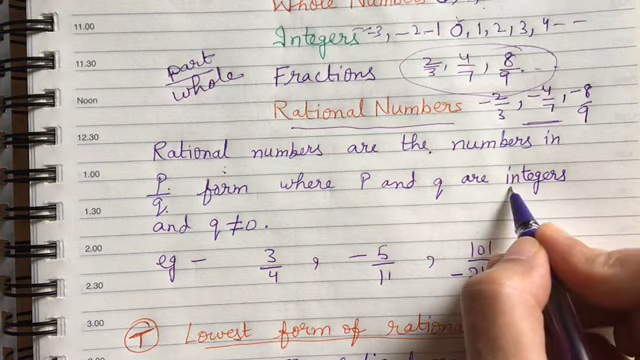 Whole Numbers
11.00
Integers -3, -2 -1 0, 1, 2, 3, 4 - -
11.30
part/whole Fractions 2/3, 4/7, 8/9 ...
Noon
Rational Numbers -2/3, -4/7, -8/9
12.30
Rational numbers are the numbers in
1.00
P/q form where P and q are integers
1.30
and q ≠ 0.
2.00
eg - 3/4, -5/11, 101
2.30
3.00
① Lowest form of